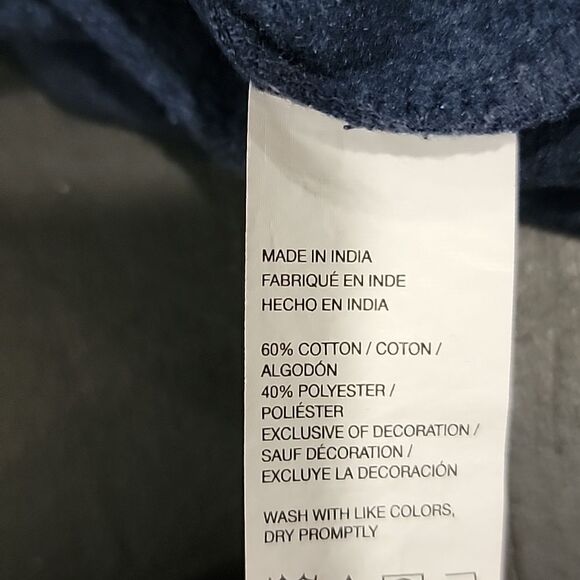 MADE IN INDIA
FABRIQUÉ EN INDE
HECHO EN INDIA
60% COTTON / COTON /
ALGODÓN
40% POLYESTER /
POLIÉSTER
EXCLUSIVE OF DECORATION /
SAUF DÉCORATION /
EXCLUYE LA DECORACIÓN
WASH WITH LIKE COLORS,
DRY PROMPTLY